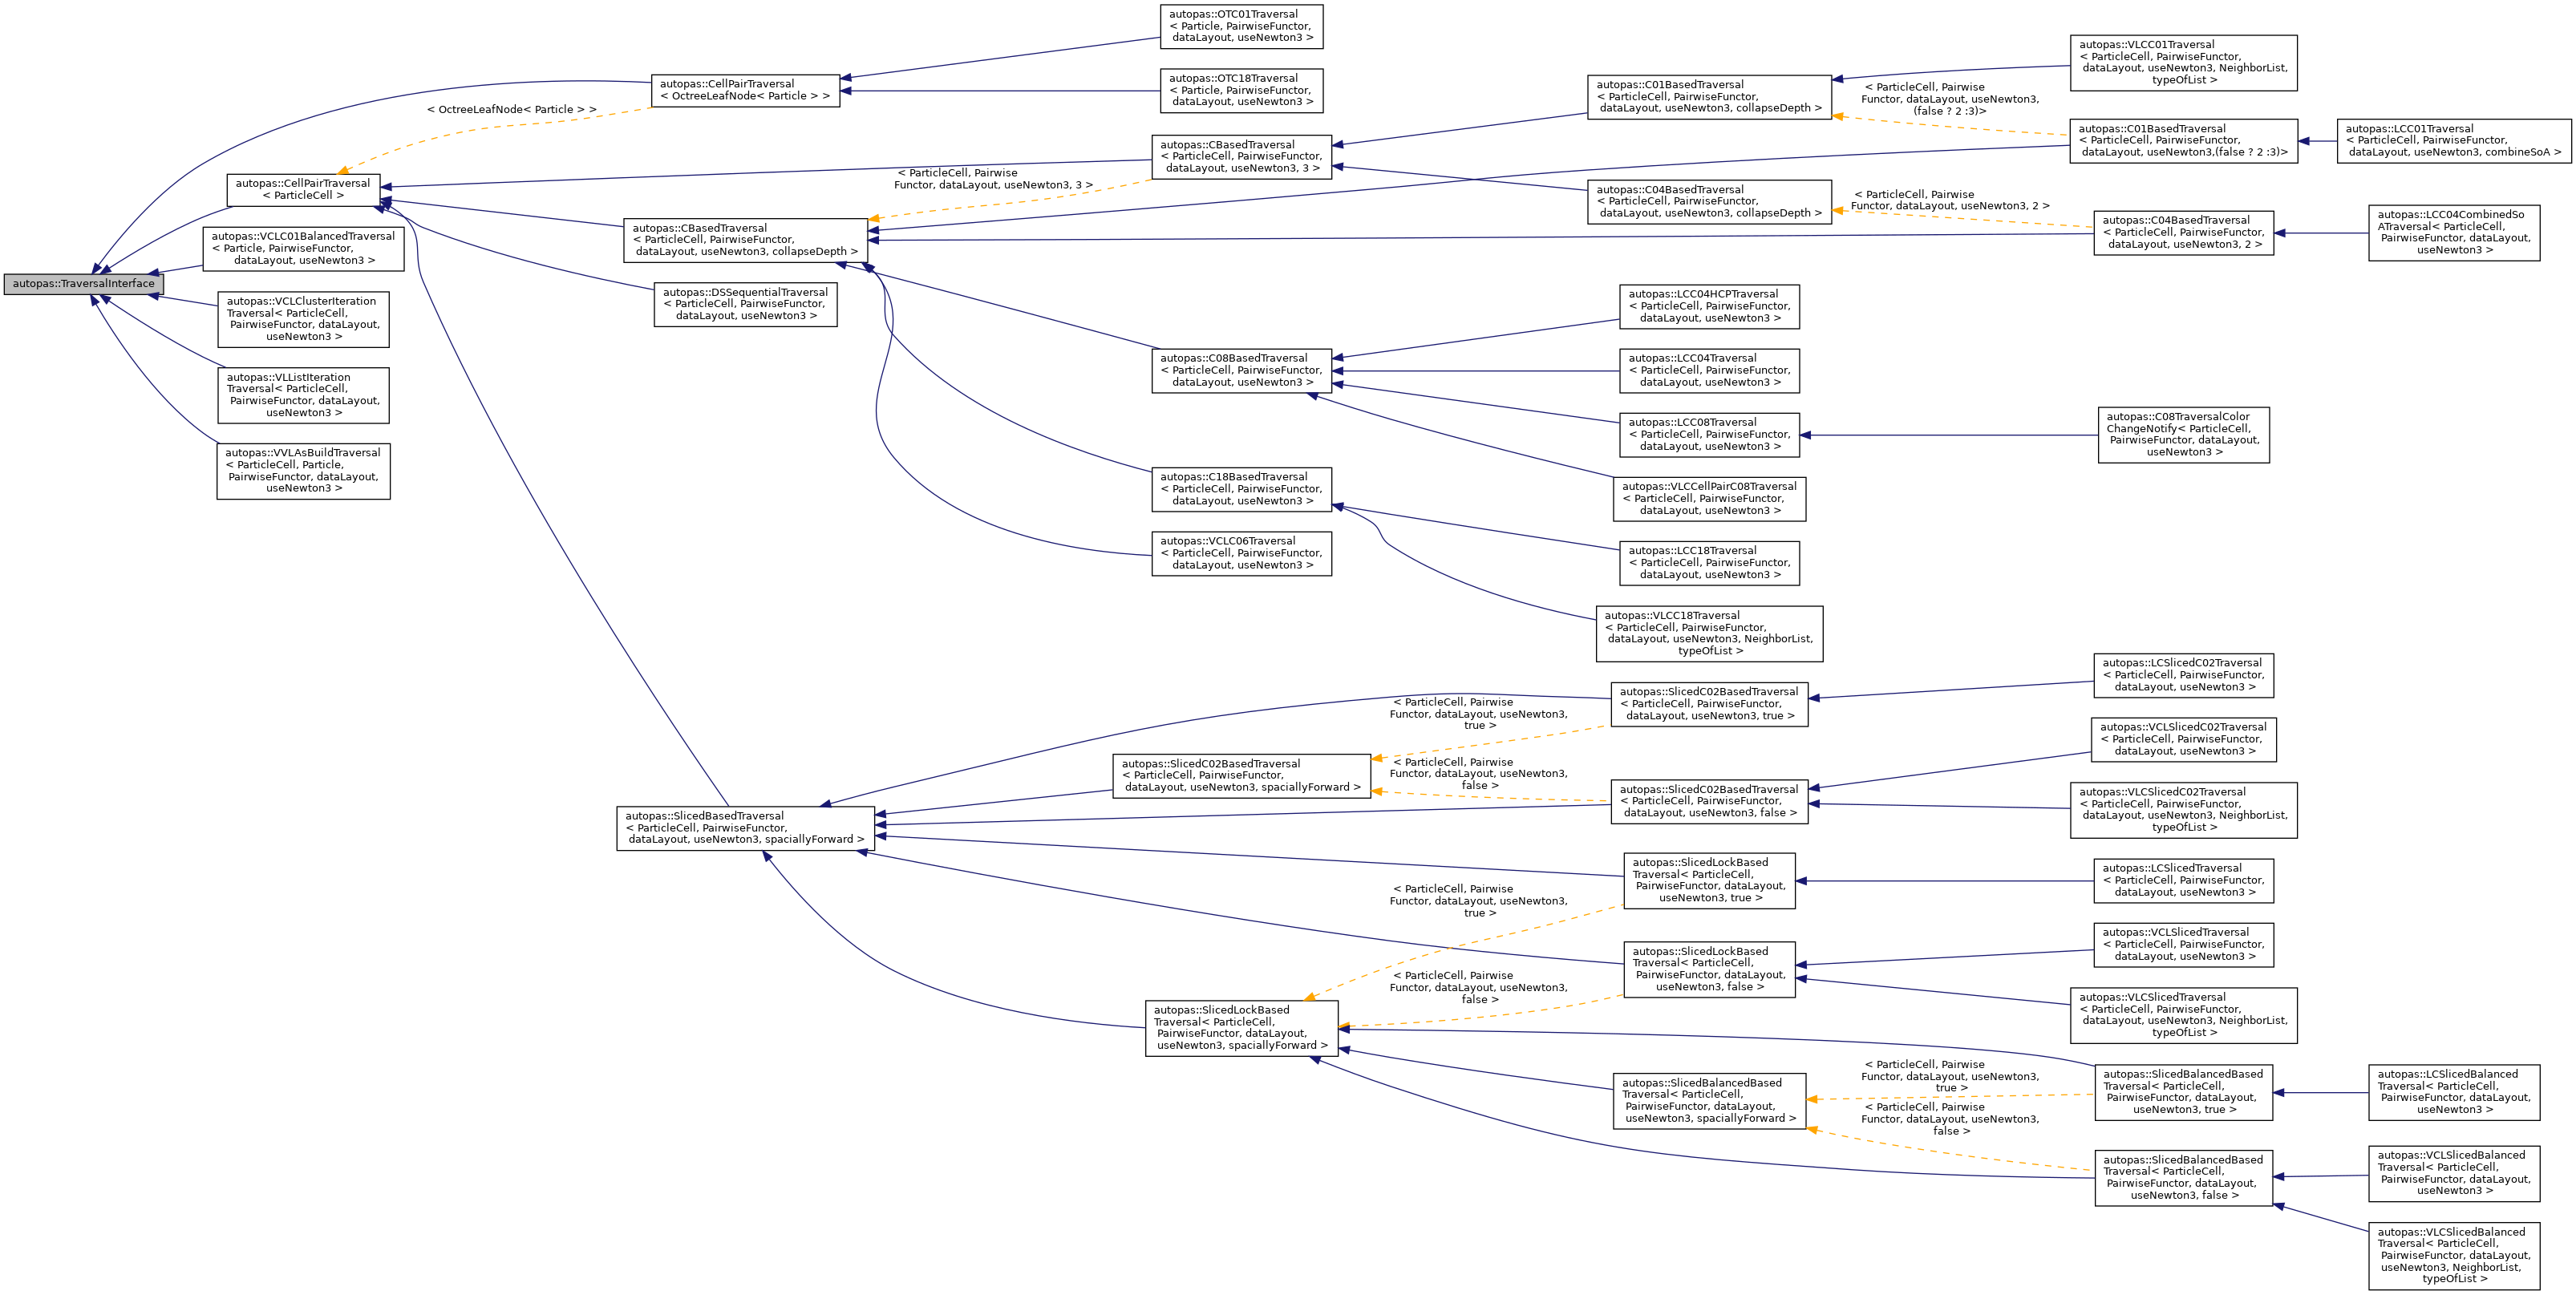 autopas::TraversalInterface
autopas::CellPairTraversal
< OctreeLeafNode< Particle > >
< OctreeLeafNode< Particle > >
autopas::CellPairTraversal
< ParticleCell >
autopas::VCLC01BalancedTraversal
< Particle, PairwiseFunctor,
dataLayout, useNewton3 >
autopas::VCLClusterIteration
Traversal< ParticleCell,
PairwiseFunctor, dataLayout,
useNewton3 >
autopas::VLListIteration
Traversal< ParticleCell,
PairwiseFunctor, dataLayout,
useNewton3 >
autopas::VVLAsBuildTraversal
< ParticleCell, Particle,
PairwiseFunctor, dataLayout,
useNewton3 >
autopas::OTC01Traversal
< Particle, PairwiseFunctor,
dataLayout, useNewton3 >
autopas::OTC18Traversal
< Particle, PairwiseFunctor,
dataLayout, useNewton3 >
autopas::CBasedTraversal
< ParticleCell, PairwiseFunctor,
dataLayout, useNewton3, 3 >
< ParticleCell, Pairwise
Functor, dataLayout, useNewton3, 3 >
autopas::CBasedTraversal
< ParticleCell, PairwiseFunctor,
dataLayout, useNewton3, collapseDepth >
autopas::DSSequentialTraversal
< ParticleCell, PairwiseFunctor,
dataLayout, useNewton3 >
autopas::C01BasedTraversal
< ParticleCell, PairwiseFunctor,
dataLayout, useNewton3, collapseDepth >
autopas::C04BasedTraversal
< ParticleCell, PairwiseFunctor,
dataLayout, useNewton3, collapseDepth >
autopas::VLCC01Traversal
< ParticleCell, PairwiseFunctor,
dataLayout, useNewton3, NeighborList,
typeOfList >
< ParticleCell, Pairwise
Functor, dataLayout, useNewton3,
(false ? 2 :3)>
autopas::C01BasedTraversal
< ParticleCell, PairwiseFunctor,
dataLayout, useNewton3,(false ? 2 :3)>
autopas::LCC01Traversal
< ParticleCell, PairwiseFunctor,
dataLayout, useNewton3, combineSoA >
< ParticleCell, Pairwise
Functor, dataLayout, useNewton3, 2 >
autopas::C04BasedTraversal
< ParticleCell, PairwiseFunctor,
dataLayout, useNewton3, 2 >
autopas::LCC04CombinedSo
ATraversal< ParticleCell,
PairwiseFunctor, dataLayout,
useNewton3 >
autopas::C08BasedTraversal
< ParticleCell, PairwiseFunctor,
dataLayout, useNewton3 >
autopas::LCC04HCPTraversal
< ParticleCell, PairwiseFunctor,
dataLayout, useNewton3 >
autopas::LCC04Traversal
< ParticleCell, PairwiseFunctor,
dataLayout, useNewton3 >
autopas::LCC08Traversal
< ParticleCell, PairwiseFunctor,
dataLayout, useNewton3 >
autopas::C08TraversalColor
ChangeNotify< ParticleCell,
PairwiseFunctor, dataLayout,
useNewton3 >
autopas::VLCCellPairC08Traversal
< ParticleCell, PairwiseFunctor,
dataLayout, useNewton3 >
autopas::C18BasedTraversal
< ParticleCell, PairwiseFunctor,
dataLayout, useNewton3 >
autopas::VCLC06Traversal
< ParticleCell, PairwiseFunctor,
dataLayout, useNewton3 >
autopas::LCC18Traversal
< ParticleCell, PairwiseFunctor,
dataLayout, useNewton3 >
autopas::VLCC18Traversal
< ParticleCell, PairwiseFunctor,
dataLayout, useNewton3, NeighborList,
typeOfList >
autopas::SlicedBasedTraversal
< ParticleCell, PairwiseFunctor,
dataLayout, useNewton3, spaciallyForward >
autopas::SlicedC02BasedTraversal
< ParticleCell, PairwiseFunctor,
dataLayout, useNewton3, spaciallyForward >
< ParticleCell, Pairwise
Functor, dataLayout, useNewton3,
true >
< ParticleCell, Pairwise
Functor, dataLayout, useNewton3,
false >
autopas::SlicedC02BasedTraversal
< ParticleCell, PairwiseFunctor,
dataLayout, useNewton3, true >
autopas::SlicedC02BasedTraversal
< ParticleCell, PairwiseFunctor,
dataLayout, useNewton3, false >
autopas::LCSlicedC02Traversal
< ParticleCell, PairwiseFunctor,
dataLayout, useNewton3 >
autopas::VCLSlicedC02Traversal
< ParticleCell, PairwiseFunctor,
dataLayout, useNewton3 >
autopas::VLCSlicedC02Traversal
< ParticleCell, PairwiseFunctor,
dataLayout, useNewton3, NeighborList,
typeOfList >
autopas::SlicedLockBased
Traversal< ParticleCell,
PairwiseFunctor, dataLayout,
useNewton3, true >
autopas::LCSlicedTraversal
< ParticleCell, PairwiseFunctor,
dataLayout, useNewton3 >
< ParticleCell, Pairwise
Functor, dataLayout, useNewton3,
true >
autopas::SlicedLockBased
Traversal< ParticleCell,
PairwiseFunctor, dataLayout,
useNewton3, false >
autopas::VCLSlicedTraversal
< ParticleCell, PairwiseFunctor,
dataLayout, useNewton3 >
< ParticleCell, Pairwise
Functor, dataLayout, useNewton3,
false >
autopas::VLCSlicedTraversal
< ParticleCell, PairwiseFunctor,
dataLayout, useNewton3, NeighborList,
typeOfList >
autopas::SlicedLockBased
Traversal< ParticleCell,
PairwiseFunctor, dataLayout,
useNewton3, spaciallyForward >
autopas::SlicedBalancedBased
Traversal< ParticleCell,
PairwiseFunctor, dataLayout,
useNewton3, spaciallyForward >
< ParticleCell, Pairwise
Functor, dataLayout, useNewton3,
true >
< ParticleCell, Pairwise
Functor, dataLayout, useNewton3,
false >
autopas::SlicedBalancedBased
Traversal< ParticleCell,
PairwiseFunctor, dataLayout,
useNewton3, true >
autopas::LCSlicedBalanced
Traversal< ParticleCell,
PairwiseFunctor, dataLayout,
useNewton3 >
autopas::SlicedBalancedBased
Traversal< ParticleCell,
PairwiseFunctor, dataLayout,
useNewton3, false >
autopas::VCLSlicedBalanced
Traversal< ParticleCell,
PairwiseFunctor, dataLayout,
useNewton3 >
autopas::VLCSlicedBalanced
Traversal< ParticleCell,
PairwiseFunctor, dataLayout,
useNewton3, NeighborList,
typeOfList >